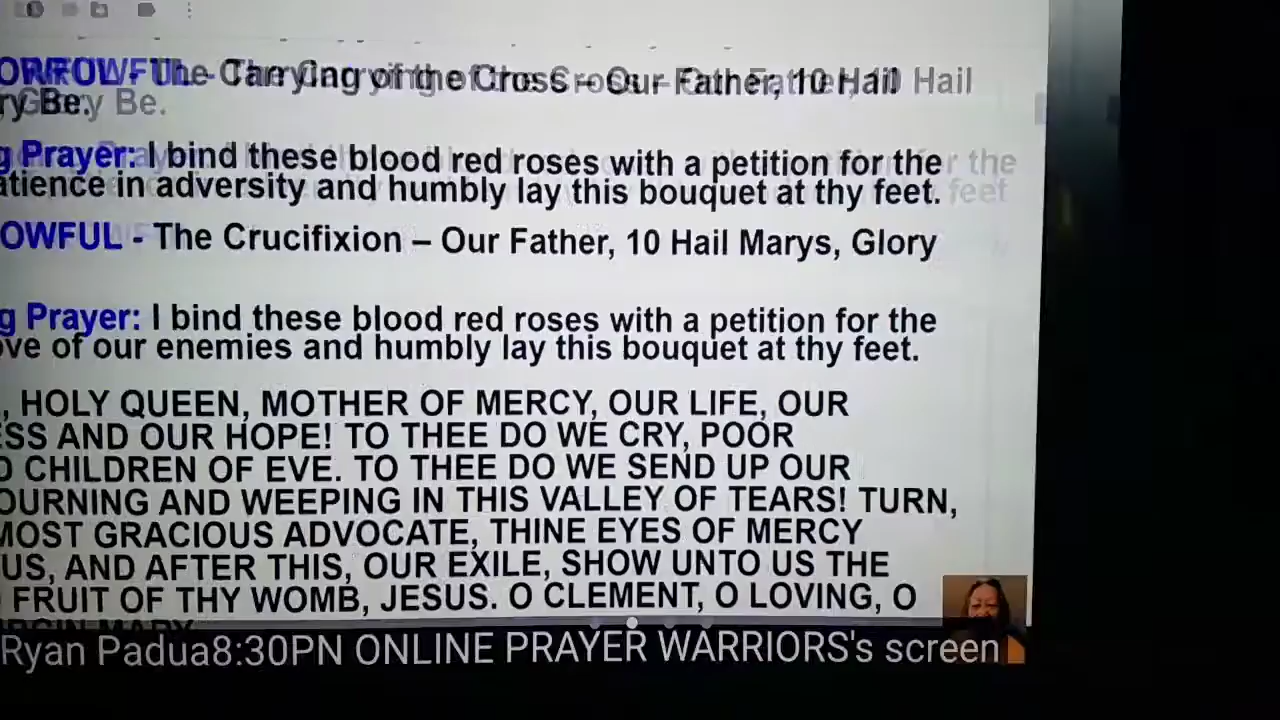 The Carrying of the Cross – Our Father, 10 Hail
ry Be.
g Prayer: I bind these blood red roses with a petition for the
atience in adversity and humbly lay this bouquet at thy feet.
OWFUL - The Crucifixion – Our Father, 10 Hail Marys, Glory
g Prayer: I bind these blood red roses with a petition for the
ove of our enemies and humbly lay this bouquet at thy feet.
, HOLY QUEEN, MOTHER OF MERCY, OUR LIFE, OUR
ESS AND OUR HOPE! TO THEE DO WE CRY, POOR
D CHILDREN OF EVE. TO THEE DO WE SEND UP OUR
OURNING AND WEEPING IN THIS VALLEY OF TEARS! TURN,
MOST GRACIOUS ADVOCATE, THINE EYES OF MERCY
US, AND AFTER THIS, OUR EXILE, SHOW UNTO US THE
FRUIT OF THY WOMB, JESUS. O CLEMENT, O LOVING, O
Ryan Padua8:30PN ONLINE PRAYER WARRIORS's screen